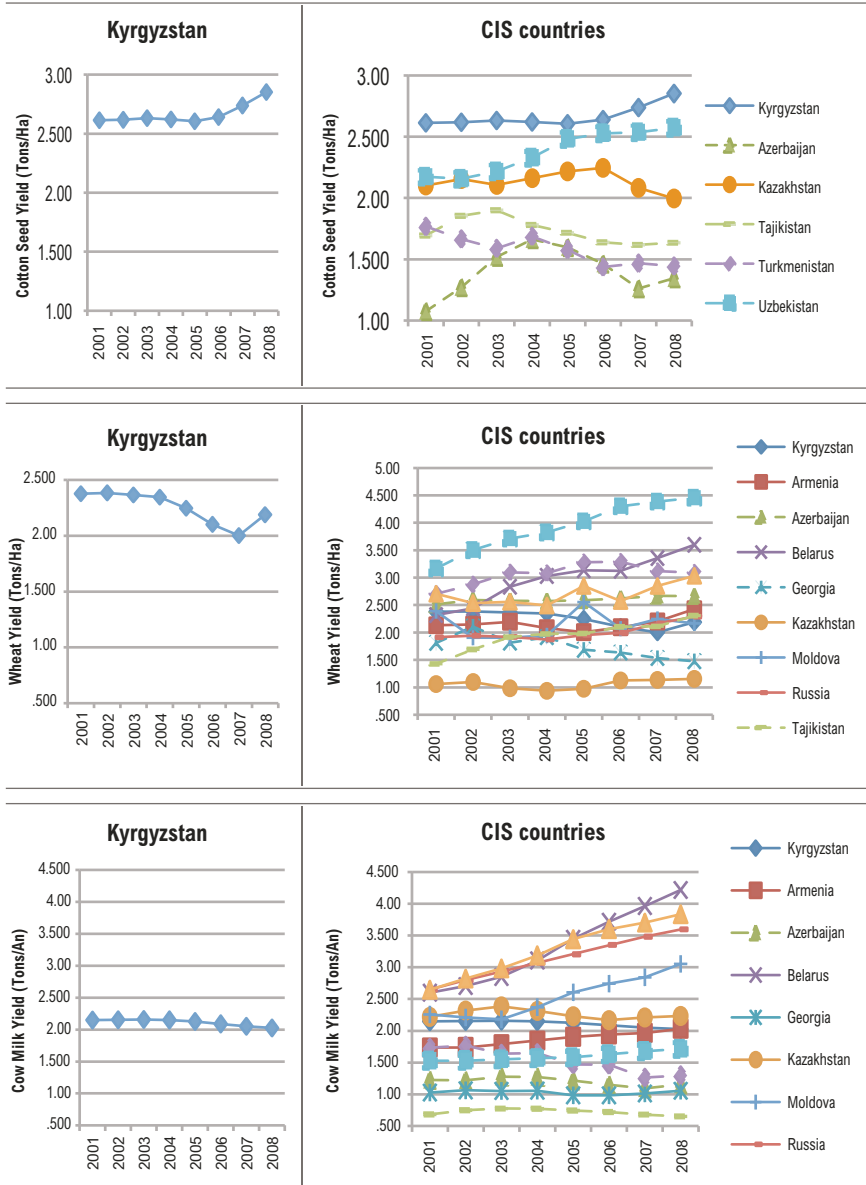 Kyrgyzstan
Cotton Seed Yield (Tons/Ha)
3.00
2.500
2.00
1.500
1.00
2001
2002
2003
2004
2005
2006
2007
2008
CIS countries
Cotton Seed Yield (Tons/Ha)
3.00
2.500
2.00
1.500
1.00
2001
2002
2003
2004
2005
2006
2007
2008
Kyrgyzstan
Azerbaijan
Kazakhstan
Tajikistan
Turkmenistan
Uzbekistan
Kyrgyzstan
Wheat Yield (Tons/Ha)
2.500
2.00
1.500
1.00
.500
2001
2002
2003
2004
2005
2006
2007
2008
CIS countries
Wheat Yield (Tons/Ha)
5.00
4.500
4.00
3.500
3.00
2.500
2.00
1.500
1.00
.500
2001
2002
2003
2004
2005
2006
2007
2008
Kyrgyzstan
Armenia
Azerbaijan
Belarus
Georgia
Kazakhstan
Moldova
Russia
Tajikistan
Kyrgyzstan
Cow Milk Yield (Tons/An)
4.500
4.00
3.500
3.00
2.500
2.00
1.500
1.00
.500
2001
2002
2003
2004
2005
2006
2007
2008
CIS countries
Cow Milk Yield (Tons/An)
4.500
4.00
3.500
3.00
2.500
2.00
1.500
1.00
.500
2001
2002
2003
2004
2005
2006
2007
2008
Kyrgyzstan
Armenia
Azerbaijan
Belarus
Georgia
Kazakhstan
Moldova
Russia